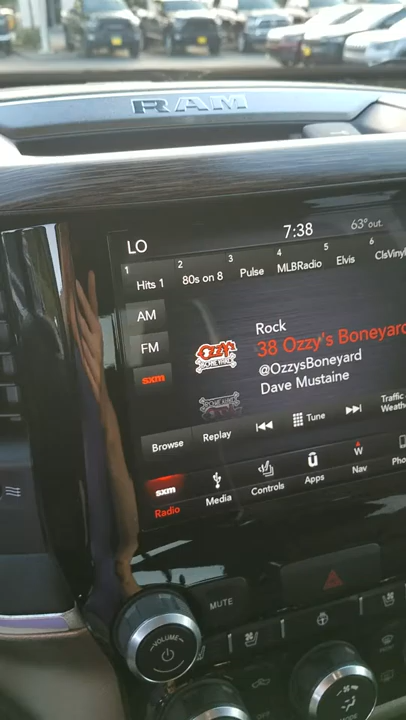 RAM
LO 7:38 63° out.
1 2 3 4 5 6
Hits 1 80s on 8 Pulse MLBRadio Elvis ClsVinyl
AM
FM
sxm
Rock
38 Ozzy's Boneyard
@OzzysBoneyard
Dave Mustaine
OZZY'S
BONEYARD
Browse Replay Tune Traffic
sxm
Radio Media Controls Apps W Nav
MUTE
VOLUME